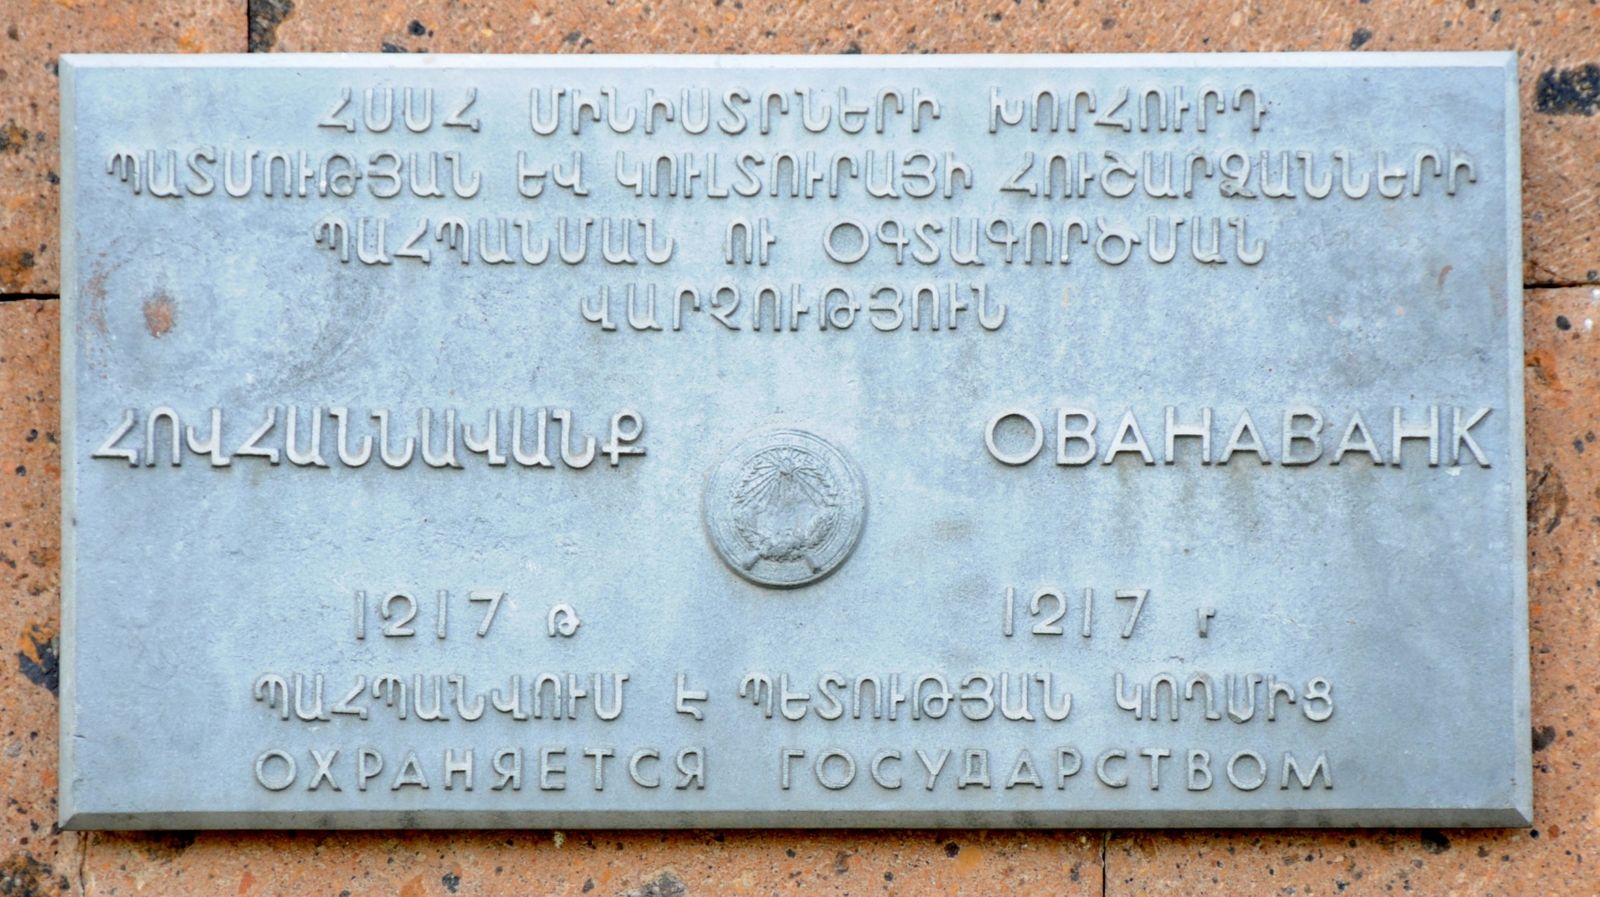 ՀՍՍՀ ՄԻՆԻՍՏՐՆԵՐԻ ԽՈՐՀՈՒՐԴ
ՊԱՏՄՈՒԹՅԱՆ ԵՎ ԿՈՒԼՏՈՒՐԱՅԻ ՀՈՒՇԱՐՁԱՆՆԵՐԻ
ՊԱՀՊԱՆՄԱՆ ՈՒ ՕԳՏԱԳՈՐԾՄԱՆ
ՎԱՐՉՈՒԹՅՈՒՆ
ՀՈՎՀԱՆՆԱՎԱՆՔ ОВАНАВАНК
1217 թ 1217 г
ՊԱՀՊԱՆՎՈՒՄ Է ՊԵՏՈՒԹՅԱՆ ԿՈՂՄԻՑ
ОХРАНЯЕТСЯ ГОСУДАРСТВОМ